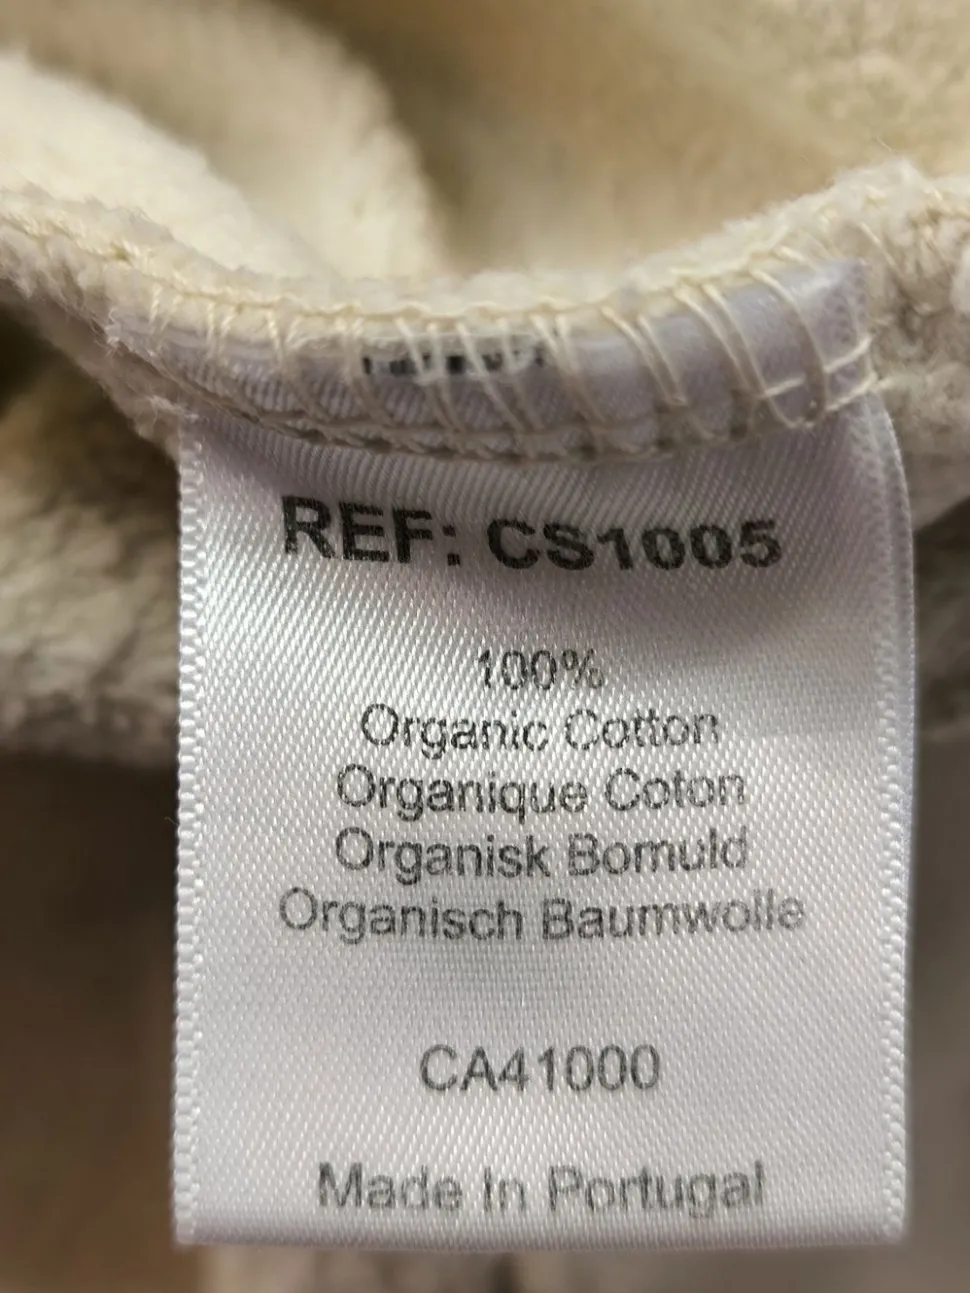 REF: CS1005
100%
Organic Cotton
Organique Coton
Organisk Bomuld
Organisch Baumwolle
CA41000
Made In Portugal